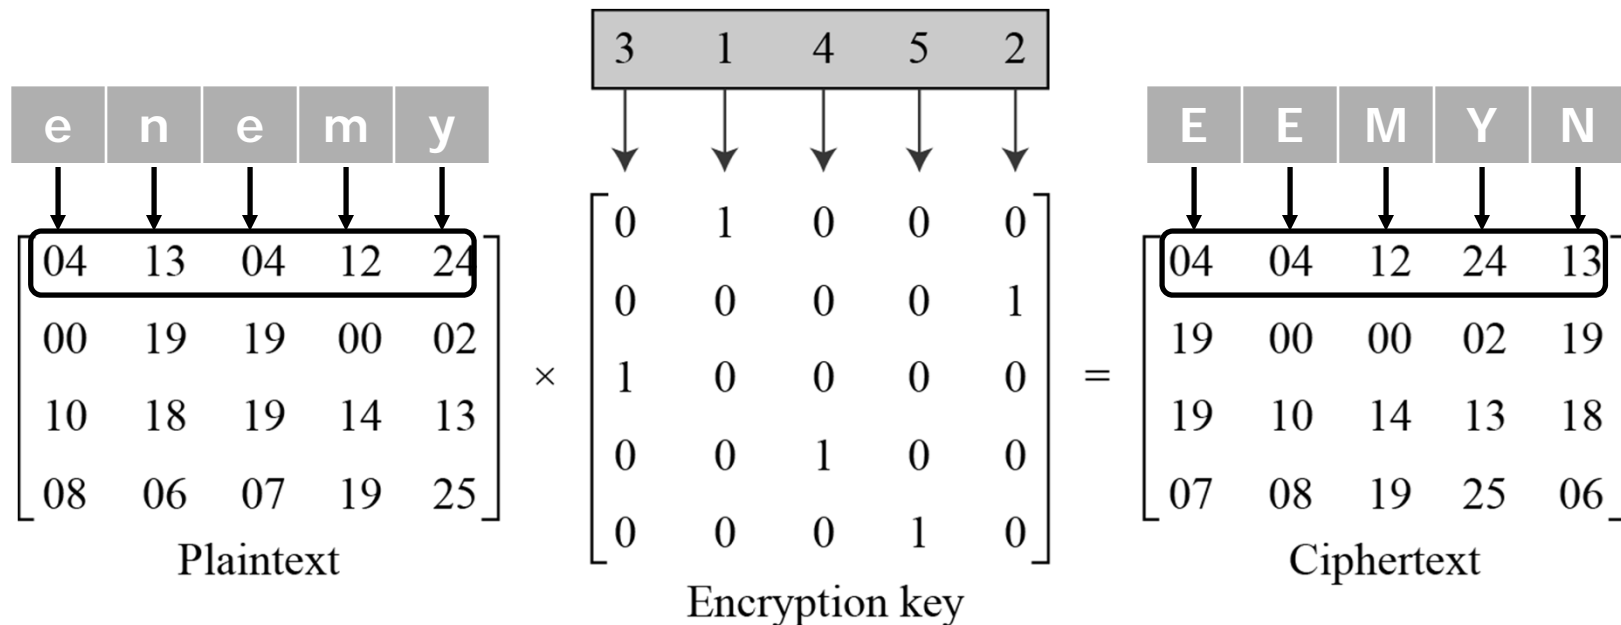 3 1 4 5 2
e n e m y
E E M Y N
0 1 0 0 0
04 13 04 12 24
04 04 12 24 13
0 0 0 0 1
00 19 19 00 02
19 00 00 02 19
× 1 0 0 0 0 =
10 18 19 14 13
19 10 14 13 18
0 0 1 0 0
08 06 07 19 25
07 08 19 25 06
0 0 0 1 0
Plaintext
Ciphertext
Encryption key